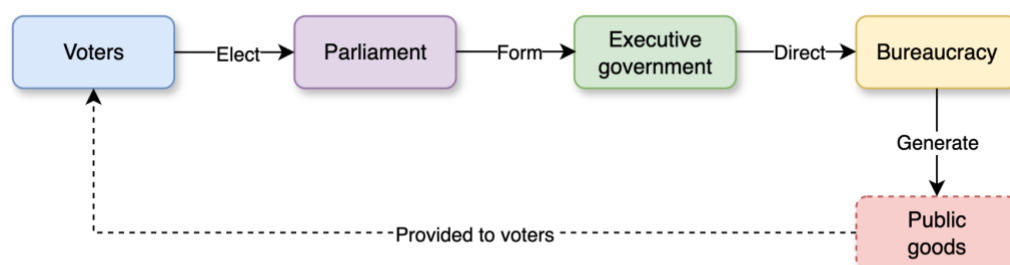 Voters
Elect
Parliament
Form
Executive
government
Direct
Bureaucracy
Generate
Public
goods
Provided to voters